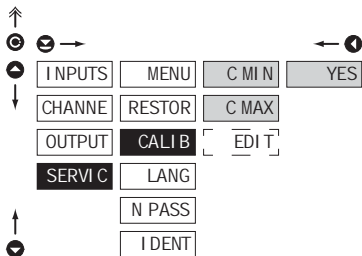 INPUTS MENU C MIN YES
CHANNE RESTOR C MAX
OUTPUT CALIB EDIT
SERVIC LANG
N PASS
IDENT